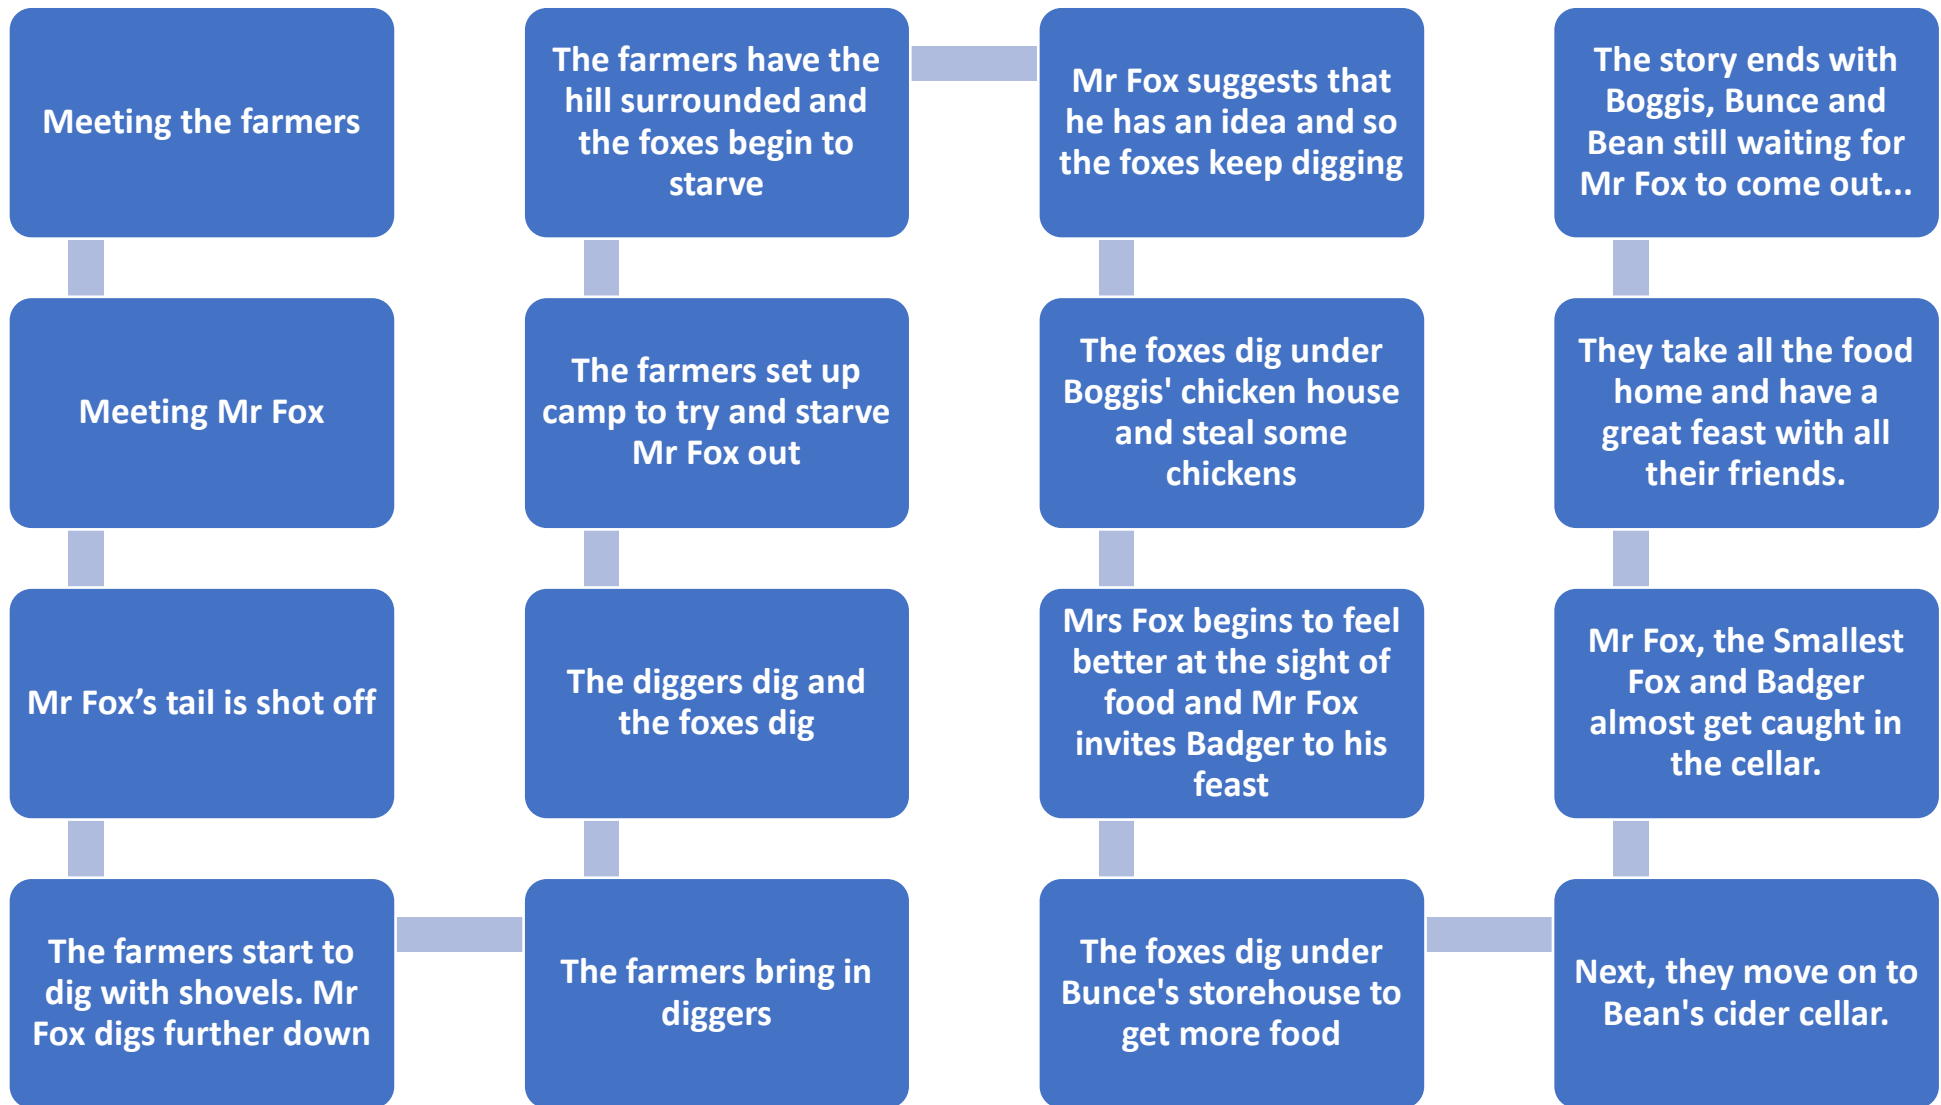 Meeting the farmers
Meeting Mr Fox
Mr Fox’s tail is shot off
The farmers start to
dig with shovels. Mr
Fox digs further down
The farmers bring in
diggers
The diggers dig and
the foxes dig
The farmers set up
camp to try and starve
Mr Fox out
The farmers have the
hill surrounded and
the foxes begin to
starve
Mr Fox suggests that
he has an idea and so
the foxes keep digging
The foxes dig under
Boggis' chicken house
and steal some
chickens
Mrs Fox begins to feel
better at the sight of
food and Mr Fox
invites Badger to his
feast
The foxes dig under
Bunce's storehouse to
get more food
Next, they move on to
Bean's cider cellar.
Mr Fox, the Smallest
Fox and Badger
almost get caught in
the cellar.
They take all the food
home and have a
great feast with all
their friends.
The story ends with
Boggis, Bunce and
Bean still waiting for
Mr Fox to come out...